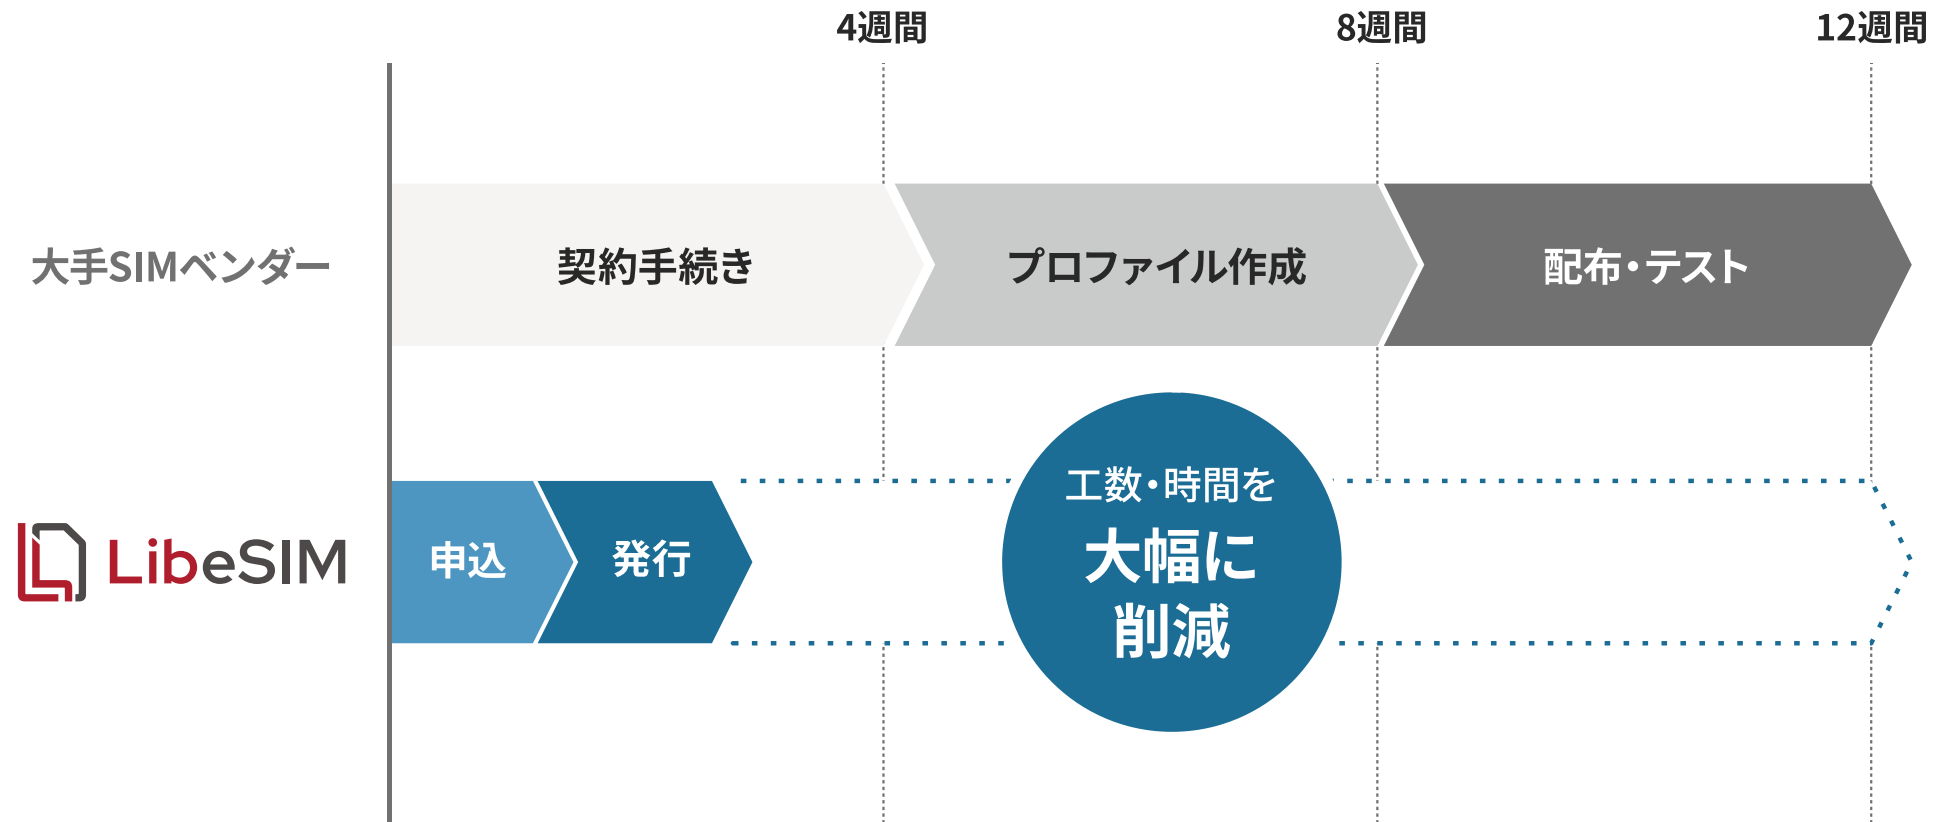 4週間 8週間 12週間
大手SIMベンダー 契約手続き プロファイル作成 配布・テスト
LibeSIM 申込 発行
工数・時間を
大幅に
削減